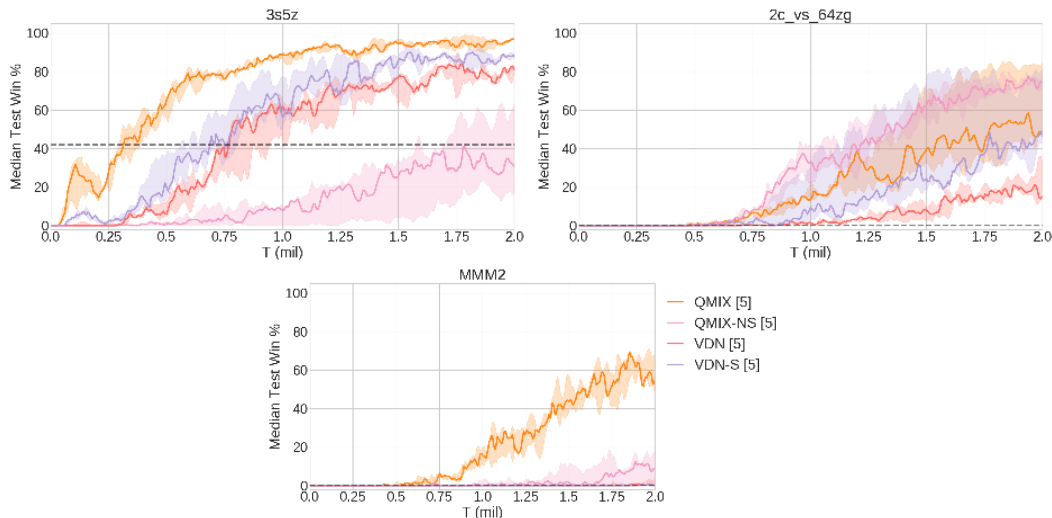 3s5z
Median Test Win %
100
80
60
40
20
0
0.0 0.25 0.5 0.75 1.0 1.25 1.5 1.75 2.0
T (mil)
2c_vs_64zg
Median Test Win %
100
80
60
40
20
0
0.0 0.25 0.5 0.75 1.0 1.25 1.5 1.75 2.0
T (mil)
MMM2
Median Test Win %
100
80
60
40
20
0
0.0 0.25 0.5 0.75 1.0 1.25 1.5 1.75 2.0
T (mil)
QMIX [5]
QMIX-NS [5]
VDN [5]
VDN-S [5]